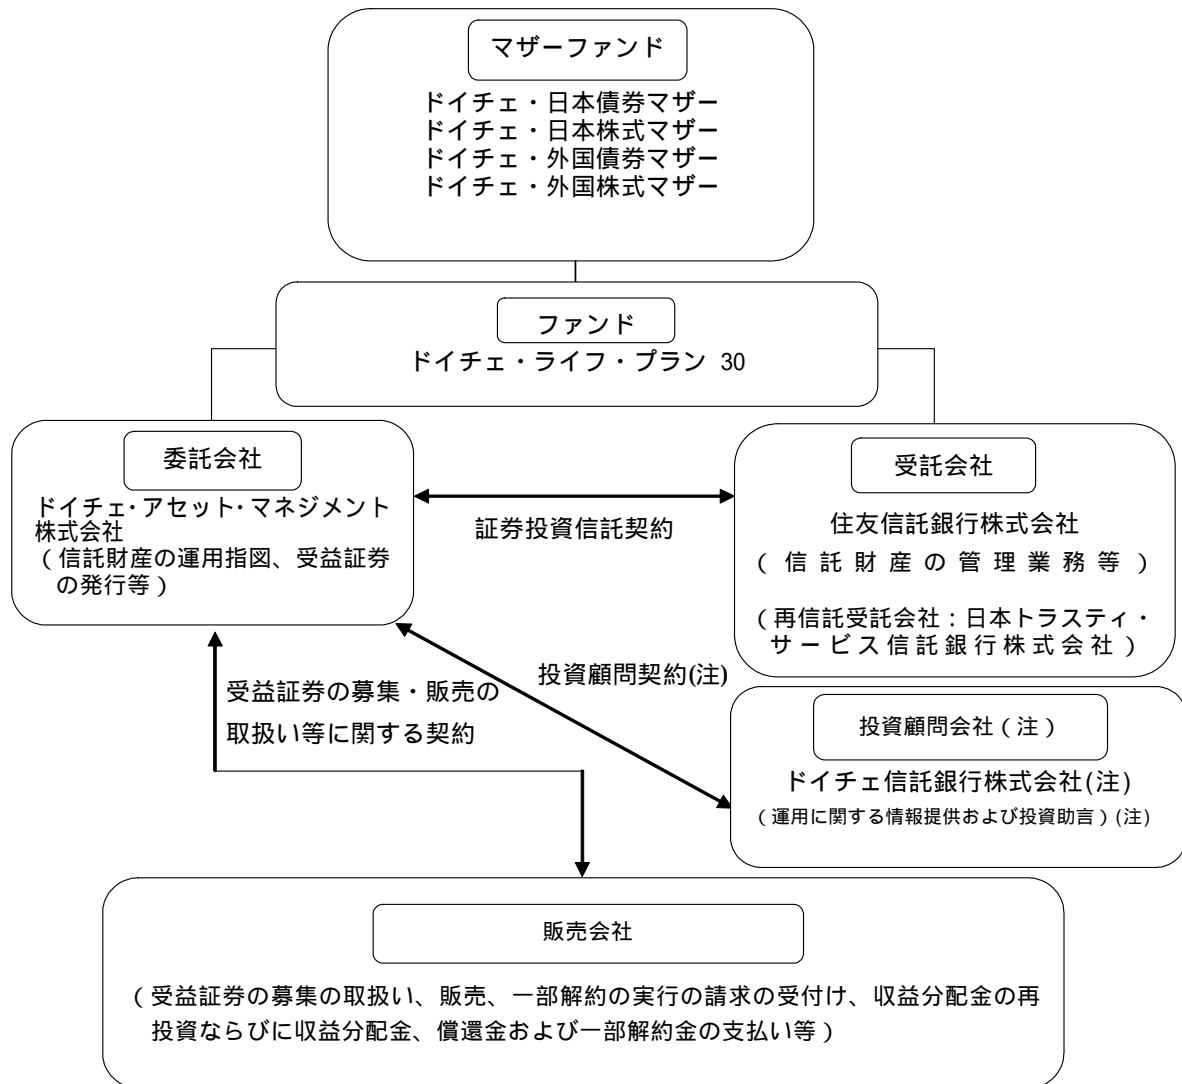 マザーファンド
ドイチェ・日本債券マザー
ドイチェ・日本株式マザー
ドイチェ・外国債券マザー
ドイチェ・外国株式マザー
ファンド
ドイチェ・ライフ・プラン 30
委託会社
ドイチェ・アセット・マネジメント
株式会社
（信託財産の運用指図、受益証券
の発行等）
証券投資信託契約
受託会社
住友信託銀行株式会社
（信託財産の管理業務等）
（再信託受託会社：日本トラスティ・
サービス信託銀行株式会社）
受益証券の募集・販売の
取扱い等に関する契約
投資顧問契約(注)
投資顧問会社（注）
ドイチェ信託銀行株式会社(注)
（運用に関する情報提供および投資助言）(注)
販売会社
（受益証券の募集の取扱い、販売、一部解約の実行の請求の受付け、収益分配金の再
投資ならびに収益分配金、償還金および一部解約金の支払い等）